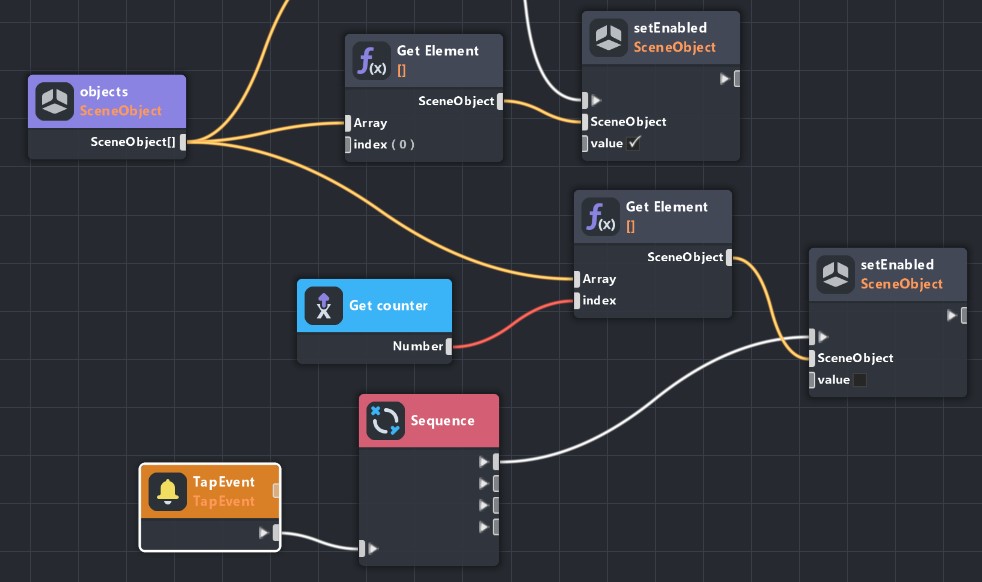 objects
SceneObject
SceneObject[]
f(x)
Get Element
[]
SceneObject
Array
index ( 0 )
setEnabled
SceneObject
SceneObject
value
f(x)
Get Element
[]
SceneObject
Array
index
x
Get counter
Number
setEnabled
SceneObject
SceneObject
value
Sequence
TapEvent
TapEvent